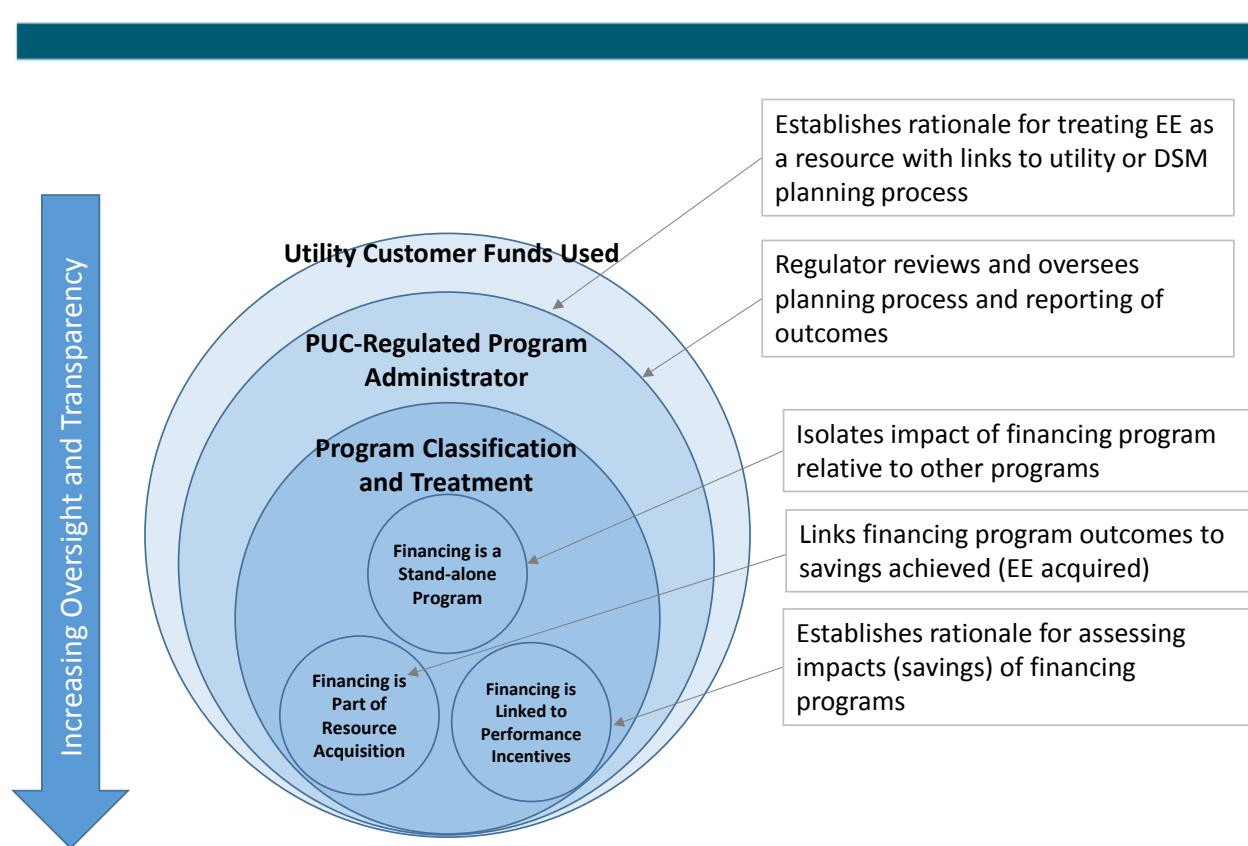 Establishes rationale for treating EE as
a resource with links to utility or DSM
planning process
Utility Customer Funds Used
Regulator reviews and oversees
planning process and reporting of
outcomes
PUC-Regulated Program
Administrator
Program Classification
and Treatment
Isolates impact of financing program
relative to other programs
Financing is a
Stand-alone
Program
Links financing program outcomes to
savings achieved (EE acquired)
Establishes rationale for assessing
impacts (savings) of financing
programs
Financing is
Part of
Resource
Acquisition
Financing is
Linked to
Performance
Incentives
Increasing Oversight and Transparency